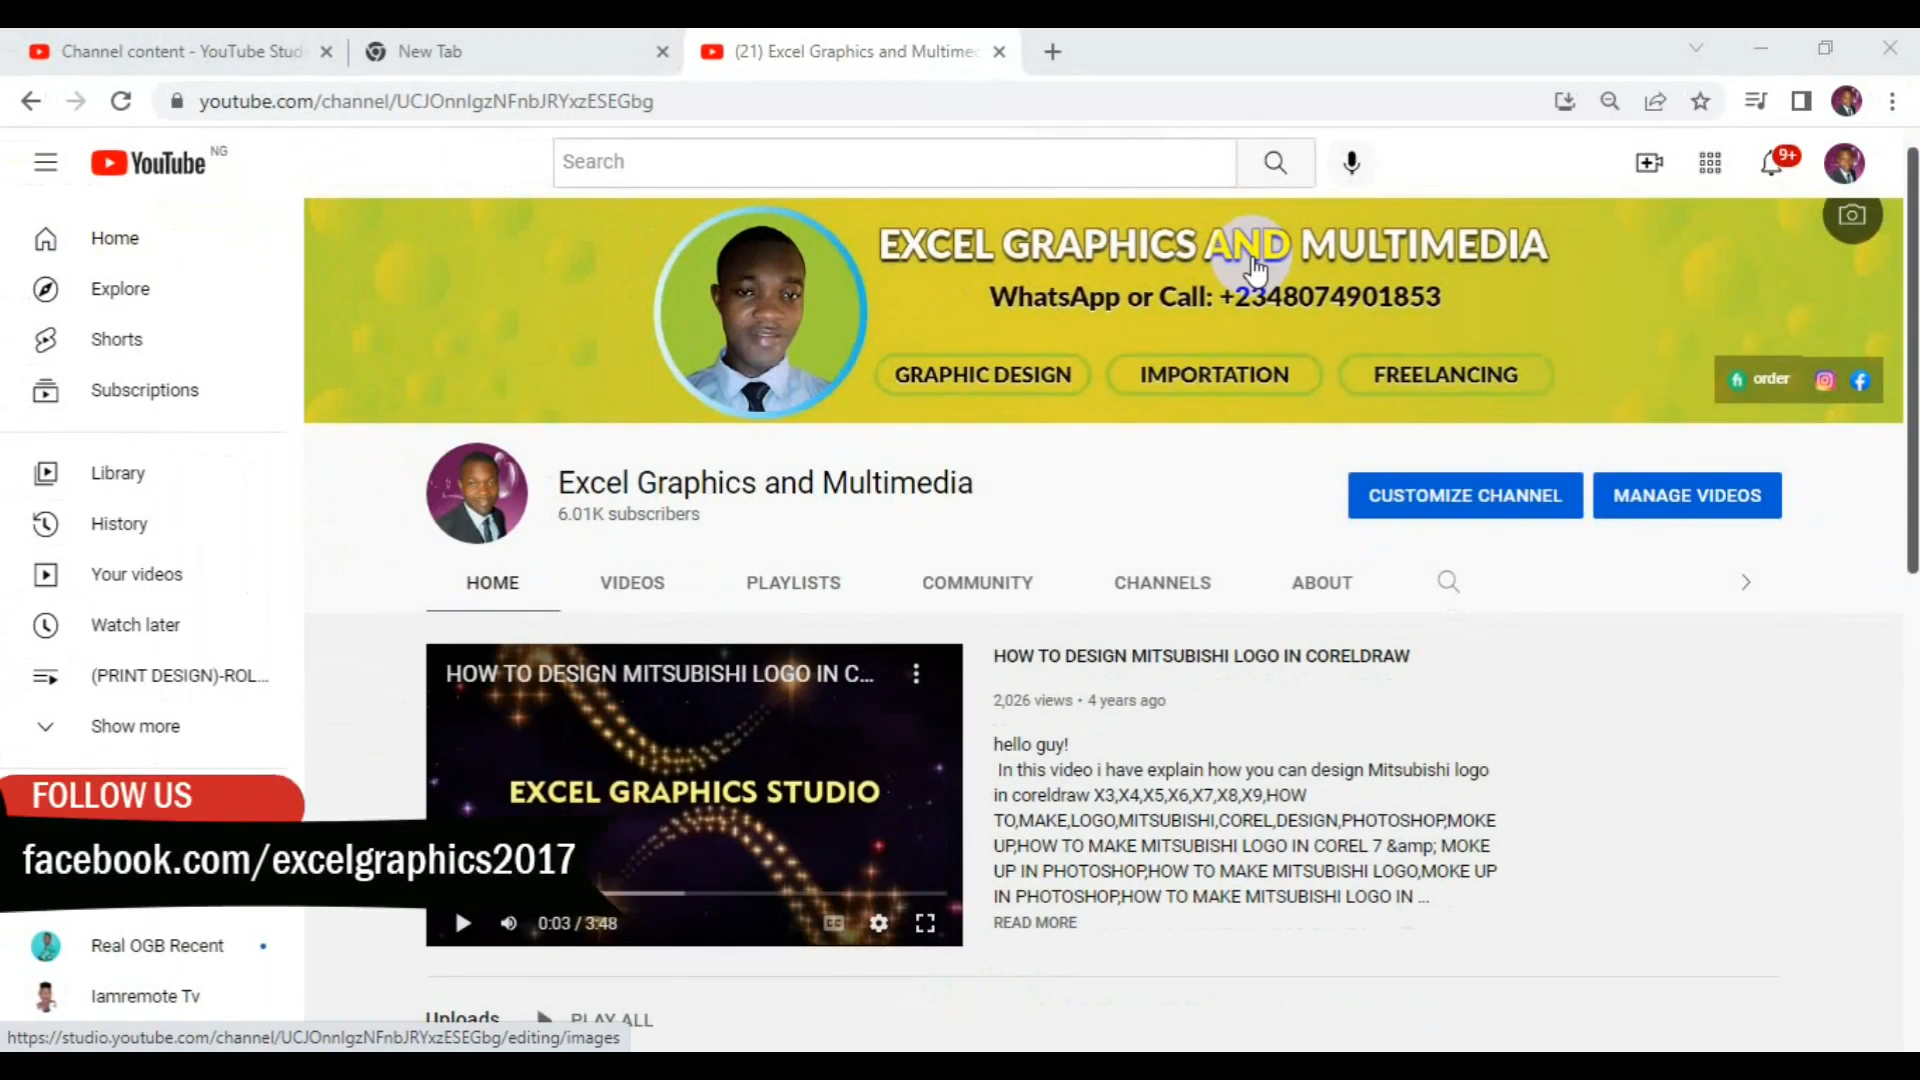 Channel content - YouTube Stud
New Tab
(21) Excel Graphics and Multimed
youtube.com/channel/UCJOnnlgzNFnbJRYxzESEGbg
YouTube NG
Search
9+
Home
Explore
Shorts
Subscriptions
Library
History
Your videos
Watch later
(PRINT DESIGN)-ROL...
Show more
EXCEL GRAPHICS AND MULTIMEDIA
WhatsApp or Call: +2348074901853
GRAPHIC DESIGN
IMPORTATION
FREELANCING
fi order
Excel Graphics and Multimedia
6.01K subscribers
CUSTOMIZE CHANNEL
MANAGE VIDEOS
HOME
VIDEOS
PLAYLISTS
COMMUNITY
CHANNELS
ABOUT
HOW TO DESIGN MITSUBISHI LOGO IN C...
EXCEL GRAPHICS STUDIO
0:03 / 3:48
CC
HOW TO DESIGN MITSUBISHI LOGO IN CORELDRAW
2,026 views • 4 years ago
hello guy!
In this video i have explain how you can design Mitsubishi logo
in coreldraw X3,X4,X5,X6,X7,X8,X9,HOW
TO,MAKE,LOGO,MITSUBISHI,COREL,DESIGN,PHOTOSHOP,MOKE
UP,HOW TO MAKE MITSUBISHI LOGO IN COREL 7 &amp; MOKE
UP IN PHOTOSHOP,HOW TO MAKE MITSUBISHI LOGO,MOKE UP
IN PHOTOSHOP,HOW TO MAKE MITSUBISHI LOGO IN ...
READ MORE
FOLLOW US
facebook.com/excelgraphics2017
Real OGB Recent
Iamremote Tv
Uploads
PLAY ALL
https://studio.youtube.com/channel/UCJOnnlgzNFnbJRYxzESEGbg/editing/images